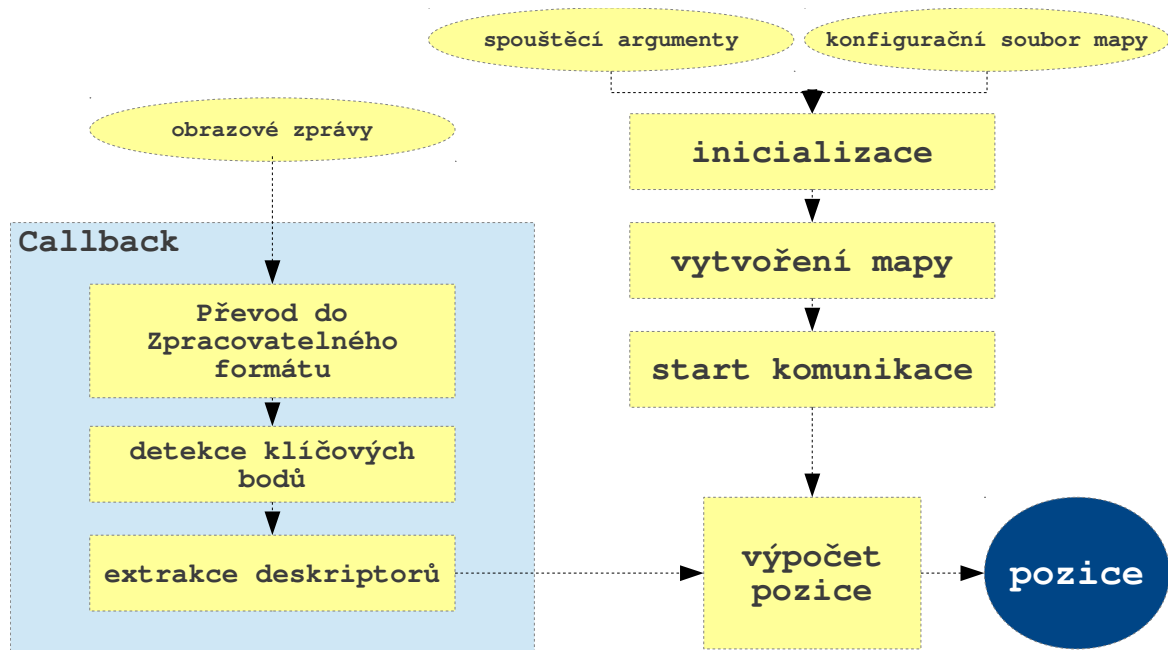 spouštěcí argumenty
konfigurační soubor mapy
obrazové zprávy
inicializace
Callback
vytvoření mapy
Převod do
Zpracovatelného
formátu
start komunikace
detekce klíčových
bodů
extrakce deskriptorů
výpočet
pozice
pozice